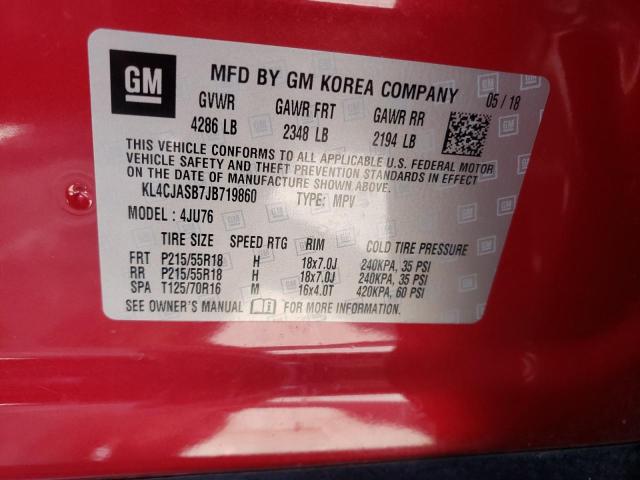 GM
MFD BY GM KOREA COMPANY 05 / 18
GVWR GAWR FRT GAWR RR
4286 LB 2348 LB 2194 LB
THIS VEHICLE CONFORMS TO ALL APPLICABLE U.S. FEDERAL MOTOR
VEHICLE SAFETY AND THEFT PREVENTION STANDARDS IN EFFECT
ON THE DATE OF MANUFACTURE SHOWN ABOVE.
KL4CJASB7JB719860 TYPE: MPV
MODEL : 4JU76
TIRE SIZE SPEED RTG RIM COLD TIRE PRESSURE
FRT P215/55R18 H 18x7.0J 240KPA, 35 PSI
RR P215/55R18 H 18x7.0J 240KPA, 35 PSI
SPA T125/70R16 M 16x4.0T 420KPA, 60 PSI
SEE OWNER'S MANUAL FOR MORE INFORMATION.